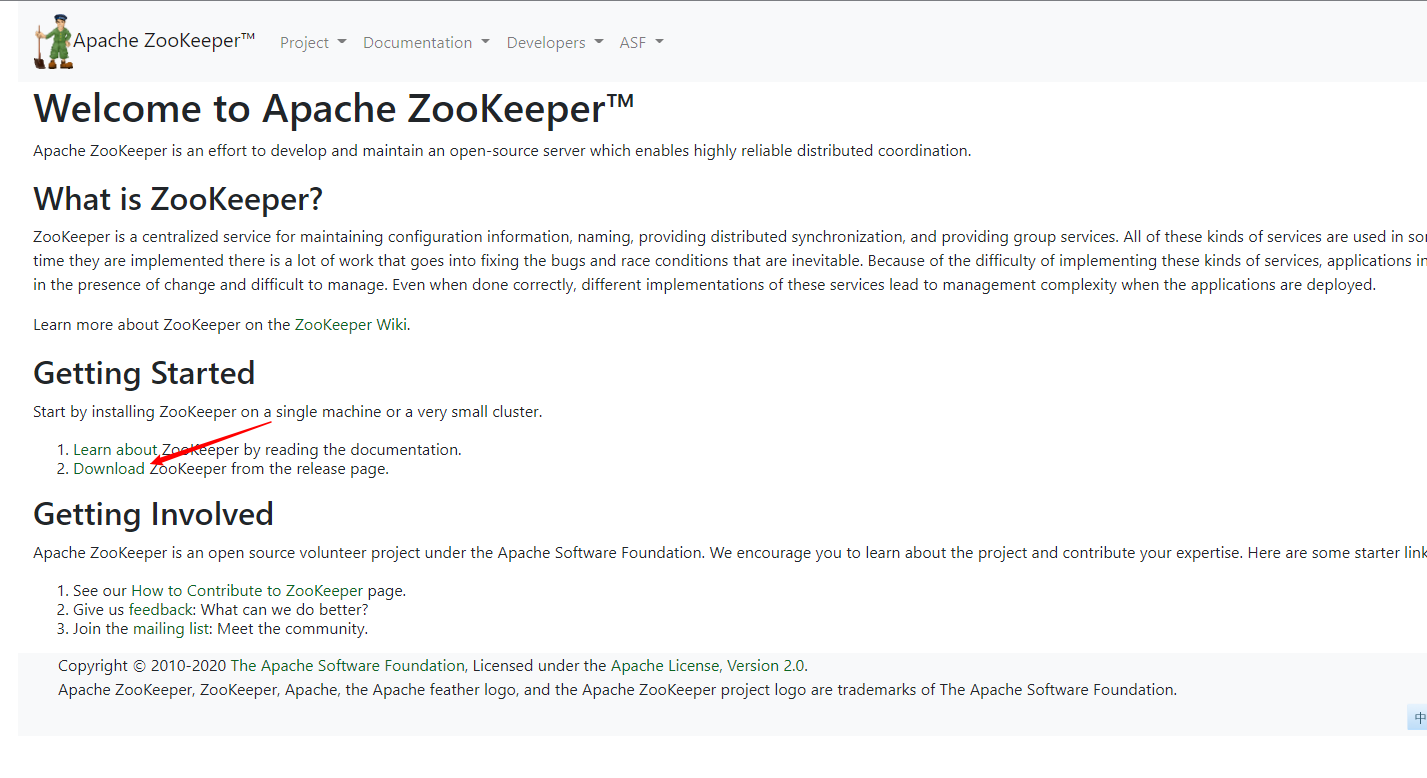 Apache ZooKeeper™ Project Documentation Developers ASF
Welcome to Apache ZooKeeper™
Apache ZooKeeper is an effort to develop and maintain an open-source server which enables highly reliable distributed coordination.
What is ZooKeeper?
ZooKeeper is a centralized service for maintaining configuration information, naming, providing distributed synchronization, and providing group services. All of these kinds of services are used in
time they are implemented there is a lot of work that goes into fixing the bugs and race conditions that are inevitable. Because of the difficulty of implementing these kinds of services, applications
in the presence of change and difficult to manage. Even when done correctly, different implementations of these services lead to management complexity when the applications are deployed.
Learn more about ZooKeeper on the ZooKeeper Wiki.
Getting Started
Start by installing ZooKeeper on a single machine or a very small cluster.
1. Learn about ZooKeeper by reading the documentation.
2. Download ZooKeeper from the release page.
Getting Involved
Apache ZooKeeper is an open source volunteer project under the Apache Software Foundation. We encourage you to learn about the project and contribute your expertise. Here are some starter link
1. See our How to Contribute to ZooKeeper page.
2. Give us feedback: What can we do better?
3. Join the mailing list: Meet the community.
Copyright © 2010-2020 The Apache Software Foundation, Licensed under the Apache License, Version 2.0.
Apache ZooKeeper, ZooKeeper, Apache, the Apache feather logo, and the Apache ZooKeeper project logo are trademarks of The Apache Software Foundation.
中